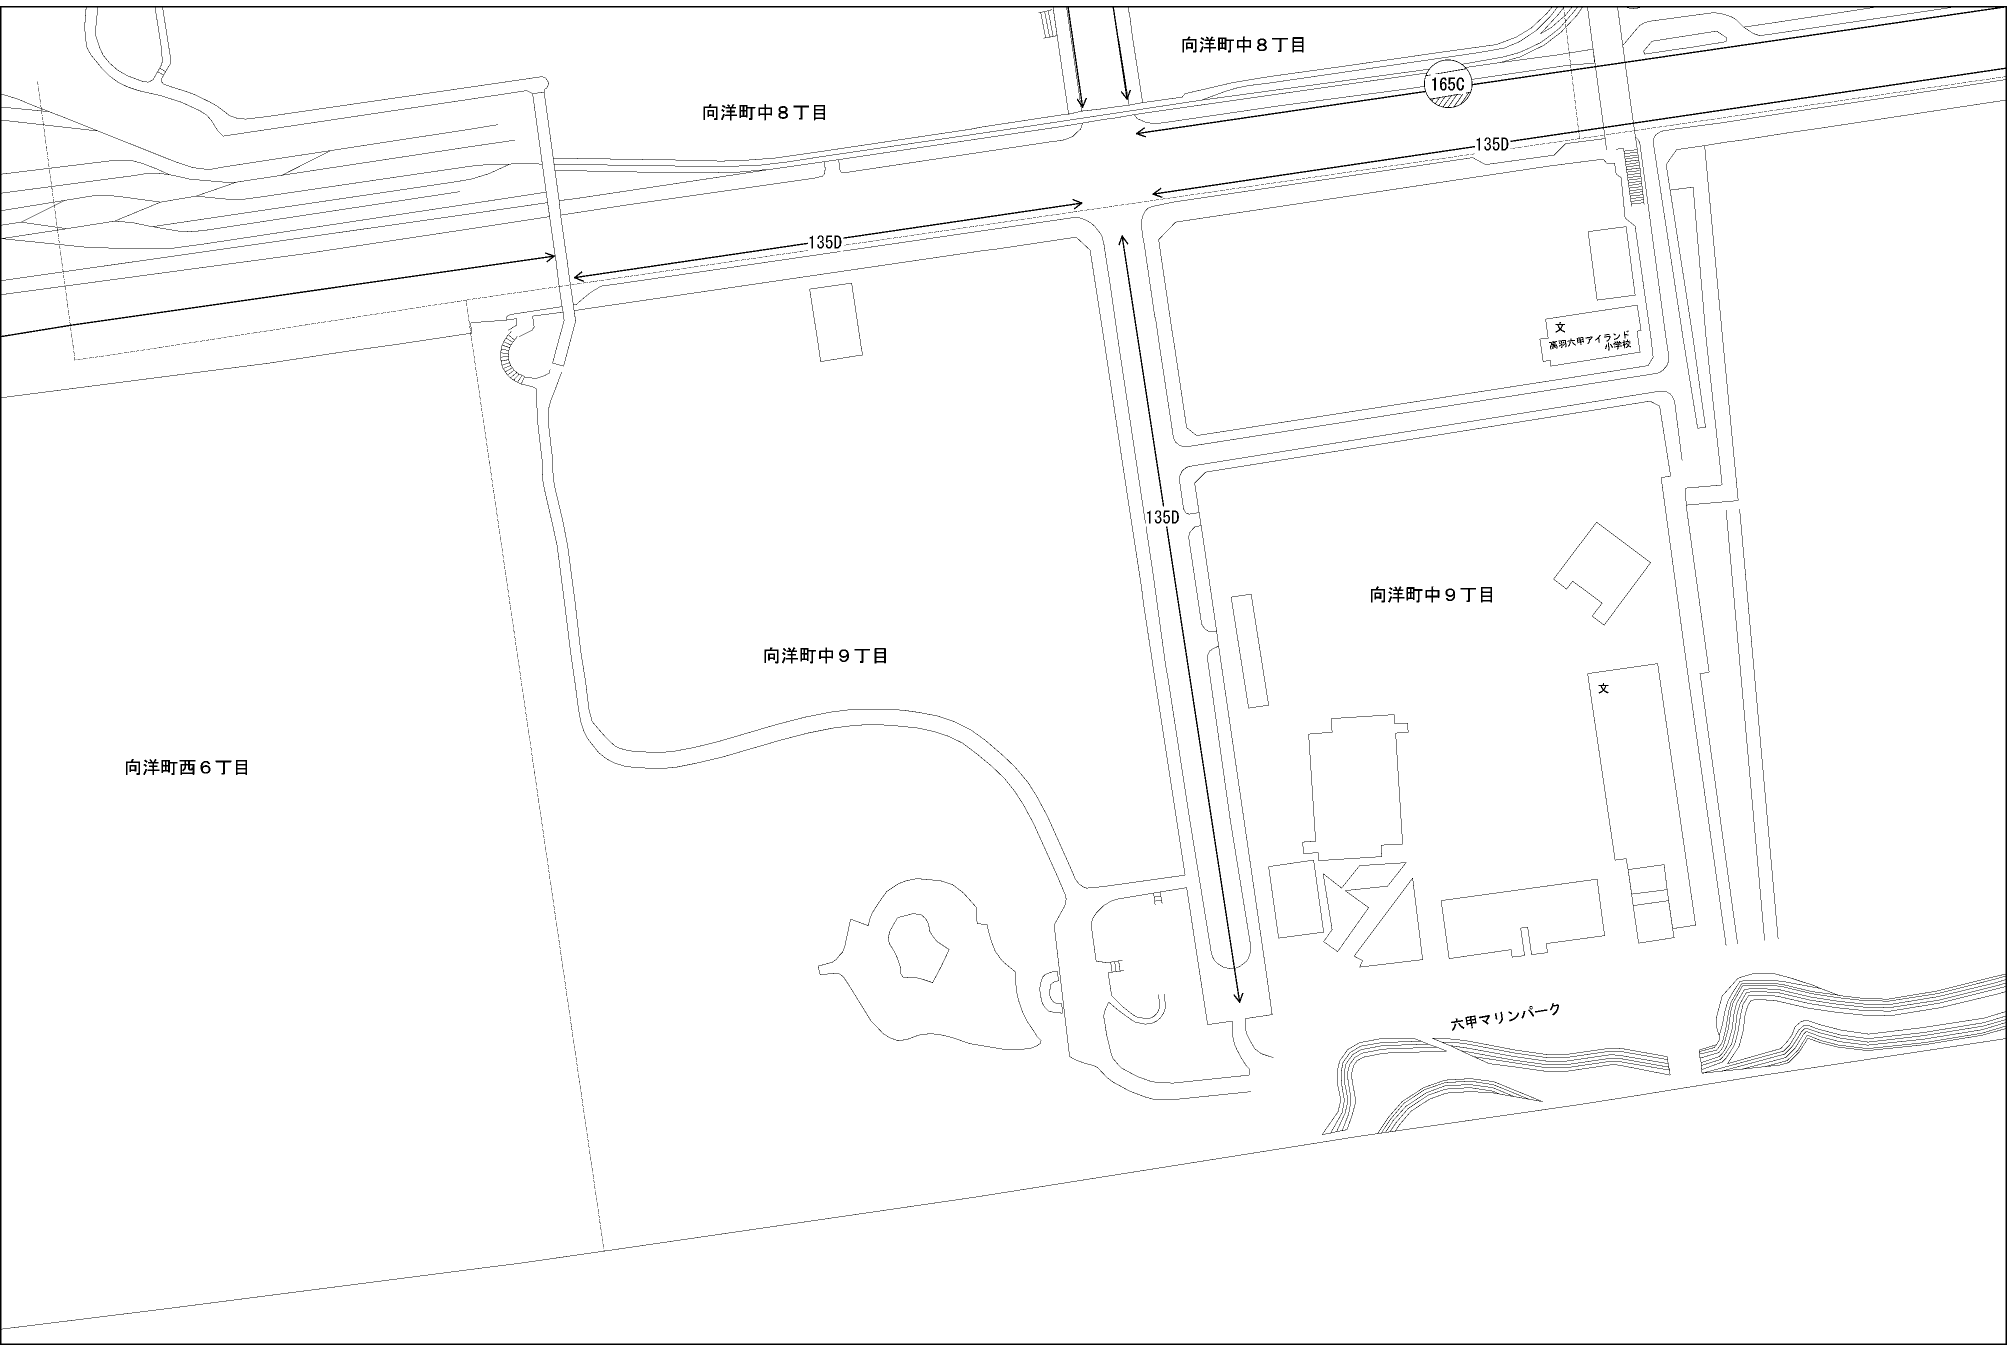 向洋町中８丁目
165C
向洋町中８丁目
135D
135D
文
高羽六甲アイランド
小学校
135D
向洋町中９丁目
向洋町中９丁目
文
向洋町西６丁目
六甲マリンパーク